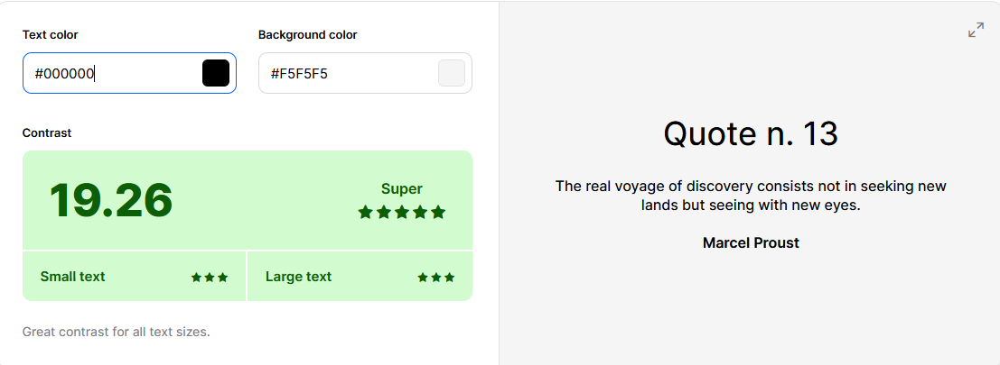 Text color
Background color
#000000
#F5F5F5
Contrast
19.26
Super
Small text
Large text
Great contrast for all text sizes.
Quote n. 13
The real voyage of discovery consists not in seeking new
lands but seeing with new eyes.
Marcel Proust